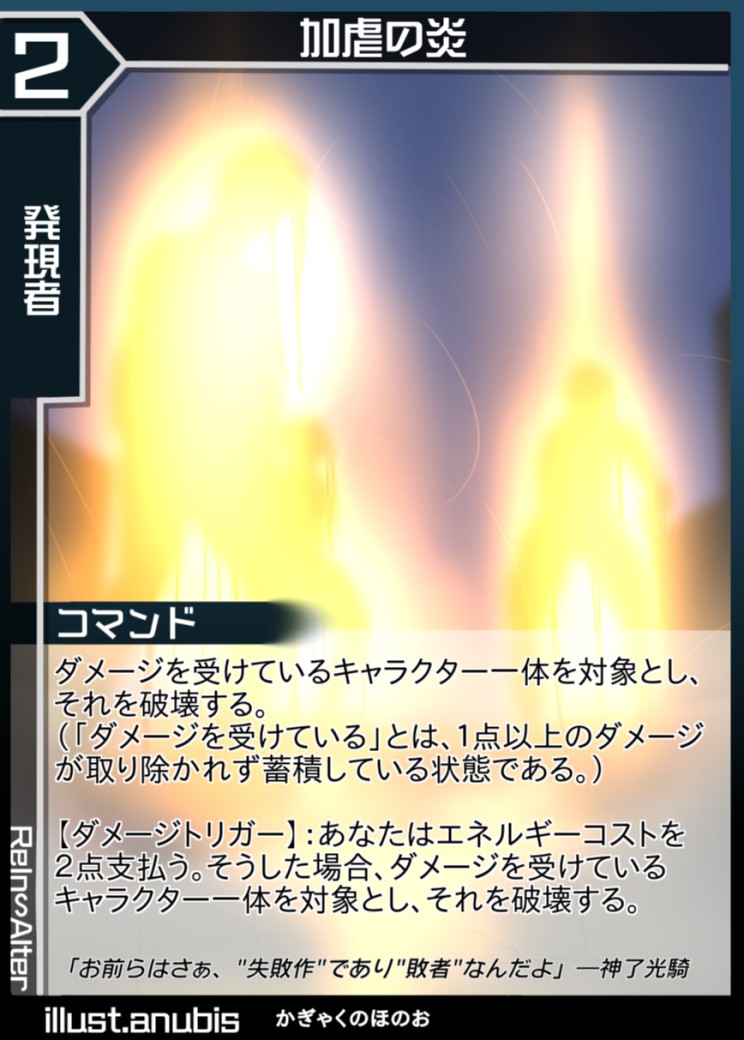 2
加虐の炎
発現者
コマンド
ダメージを受けているキャラクター一体を対象とし、
それを破壊する。
(「ダメージを受けている」とは、1点以上のダメージ
が取り除かれず蓄積している状態である。)
【ダメージトリガー】:あなたはエネルギーコストを
2点支払う。そうした場合、ダメージを受けている
キャラクター一体を対象とし、それを破壊する。
「お前らはさぁ、"失敗作"であり"敗者"なんだよ」―神了光騎
ReIn∽Alter
illust.anubis
かぎゃくのほのお